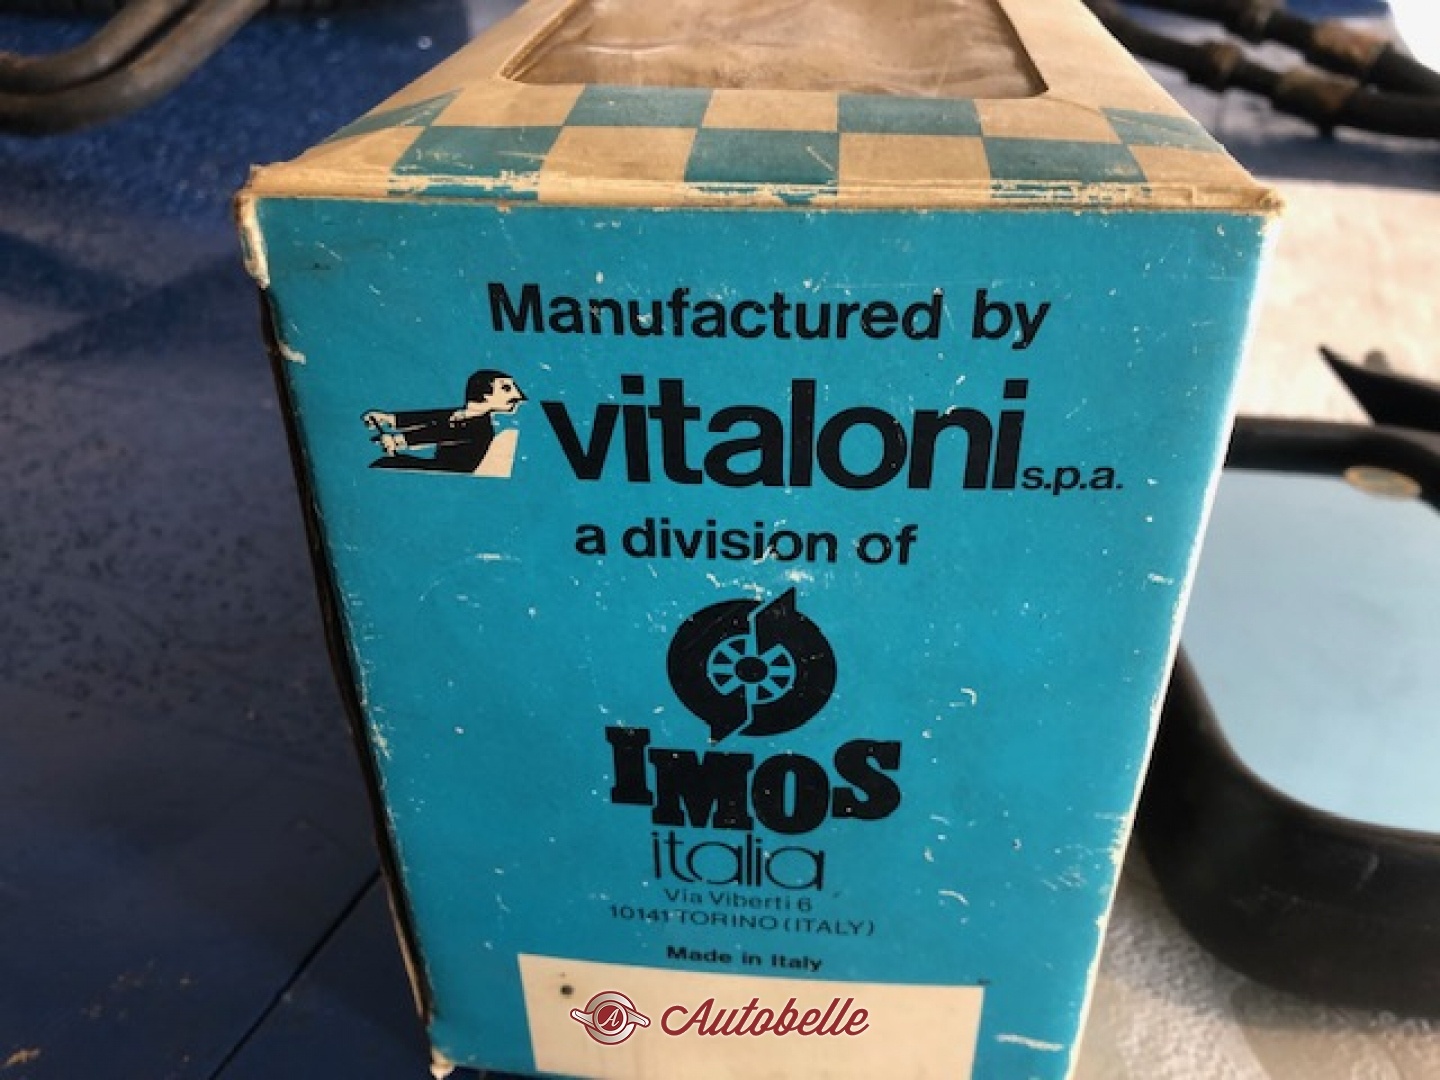 Manufactured by
vitaloni s.p.a.
a division of
IMOS
italia
Via Viberti 6
10141 TORINO (ITALY)
Made in Italy
A Autobelle